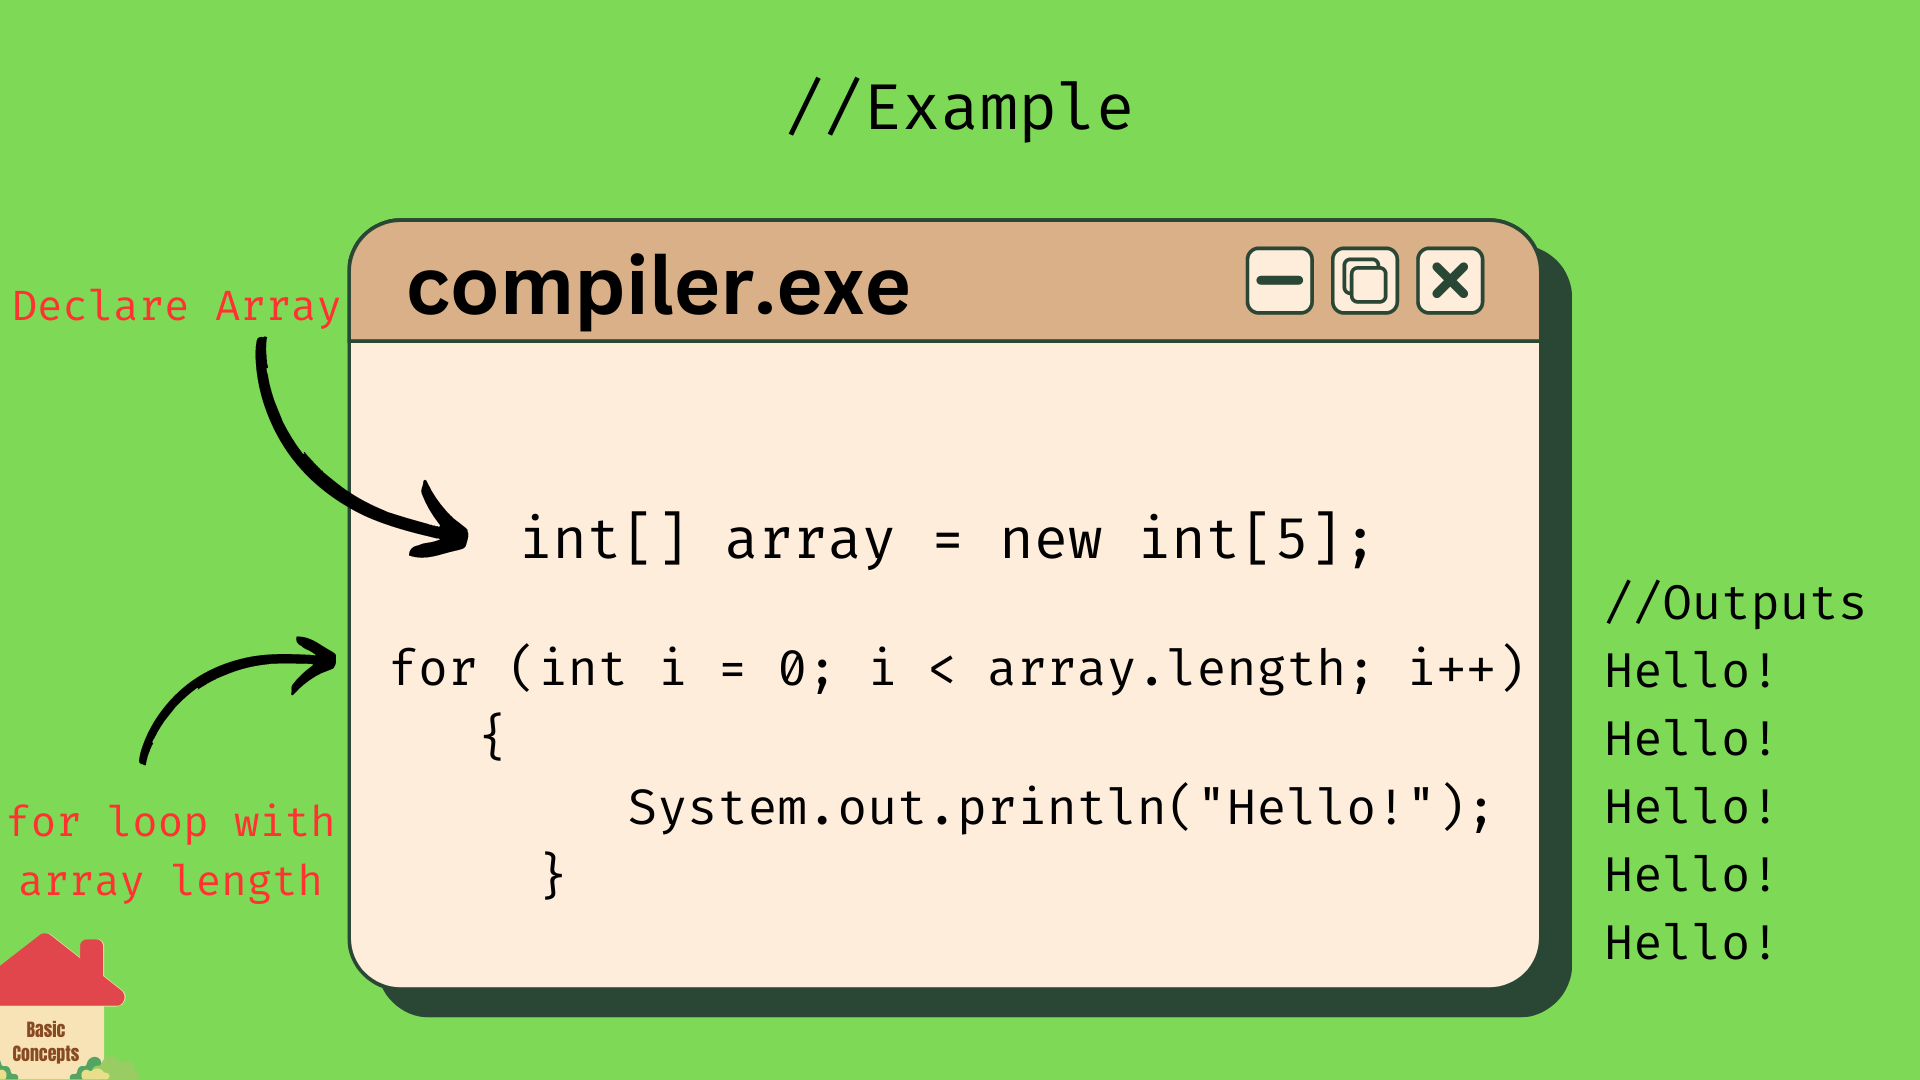 //Example
compiler.exe
Declare Array
int[] array = new int[5];
for (int i = 0; i < array.length; i++)
{
System.out.println("Hello!");
}
for loop with
array length
//Outputs
Hello!
Hello!
Hello!
Hello!
Hello!
Basic
Concepts